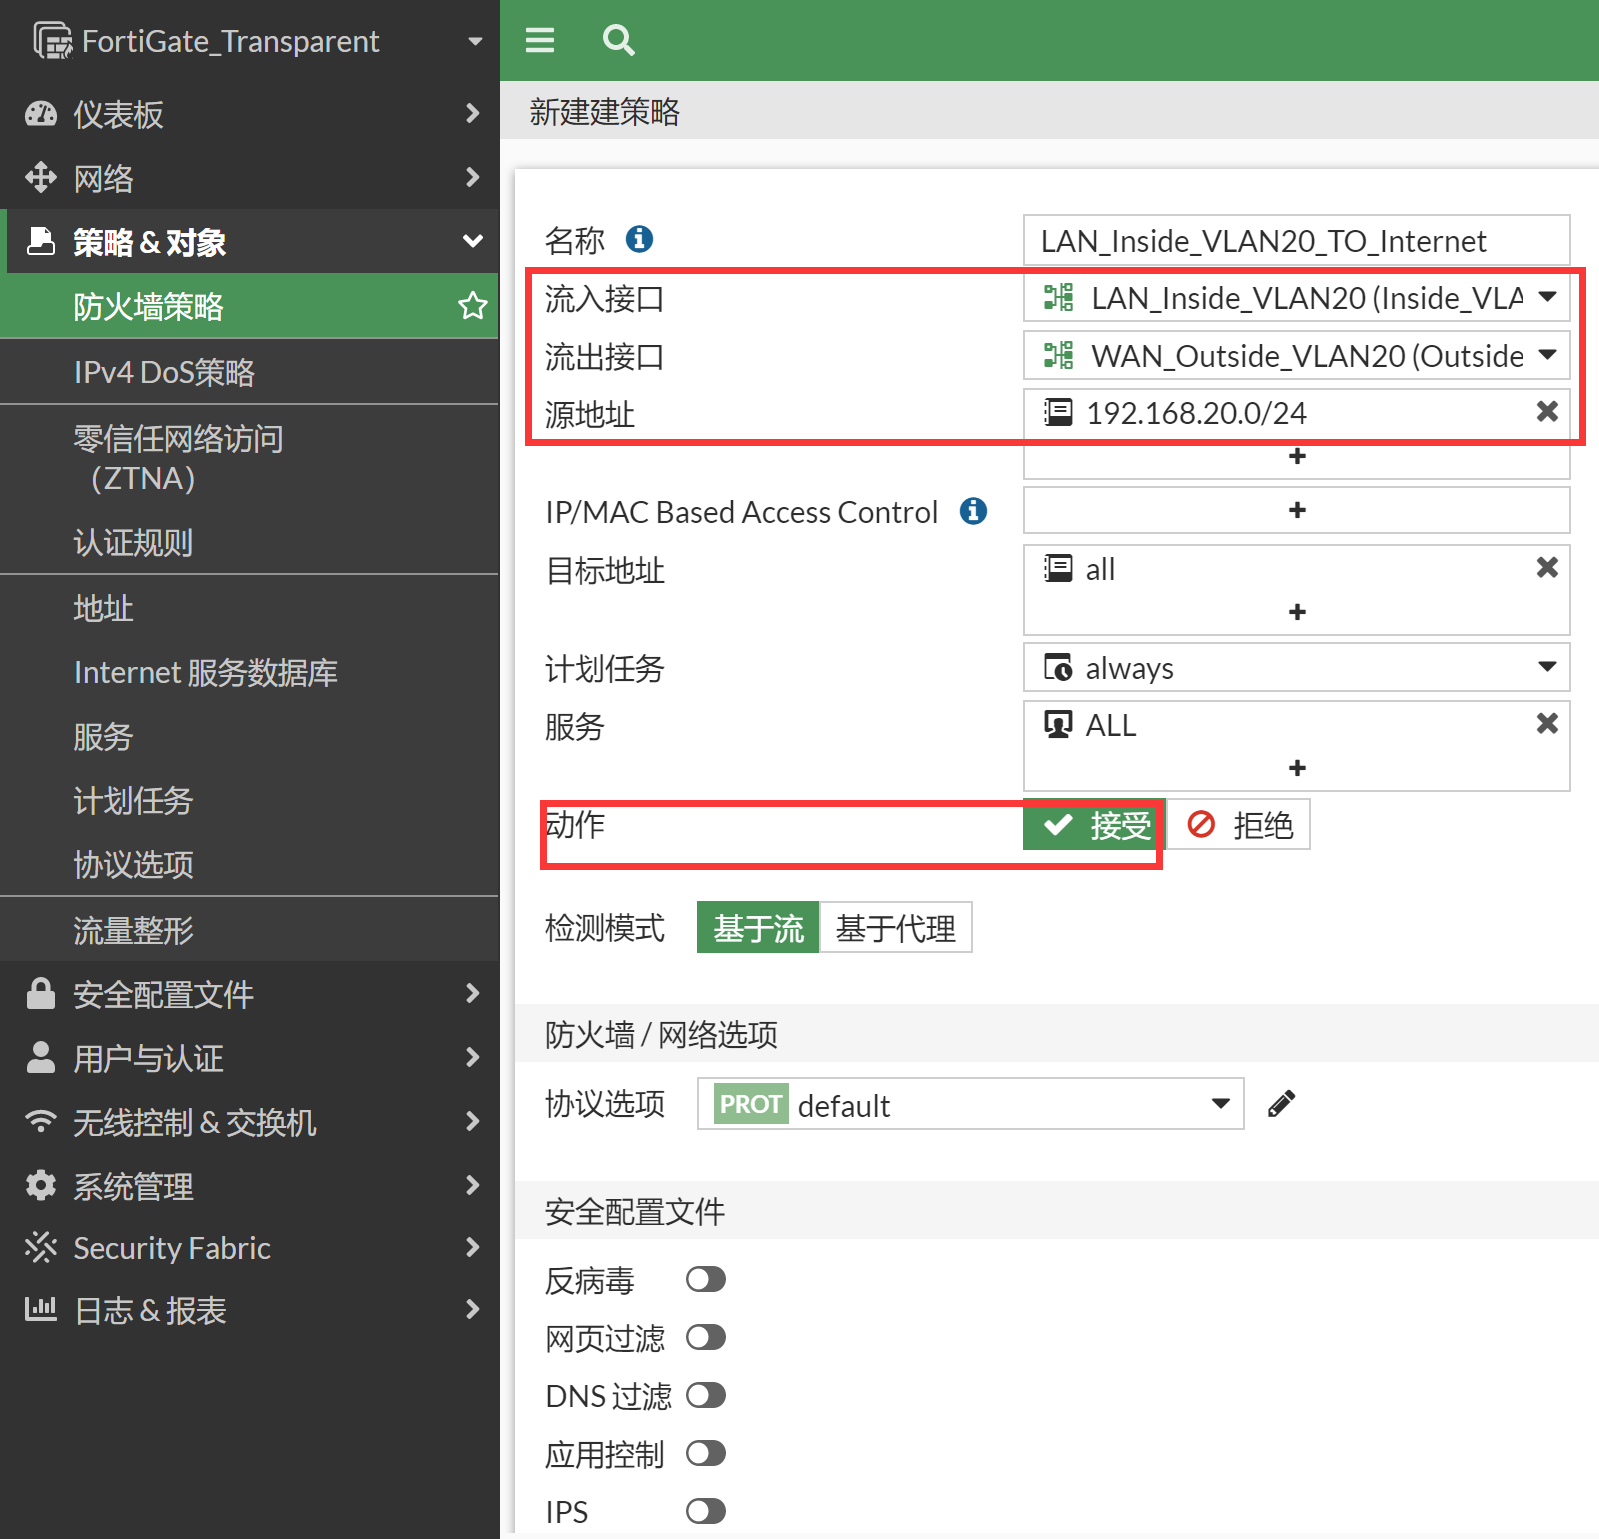 FortiGate_Transparent
仪表板
网络
策略 & 对象
防火墙策略
IPv4 DoS策略
零信任网络访问
（ZTNA）
认证规则
地址
Internet 服务数据库
服务
计划任务
协议选项
流量整形
安全配置文件
用户与认证
无线控制 & 交换机
系统管理
Security Fabric
日志 & 报表
新建建策略
名称 LAN_Inside_VLAN20_TO_Internet
流入接口 LAN_Inside_VLAN20 (Inside_VLA
流出接口 WAN_Outside_VLAN20 (Outside
源地址 192.168.20.0/24
IP/MAC Based Access Control
目标地址 all
计划任务 always
服务 ALL
动作 接受 拒绝
检测模式 基于流 基于代理
防火墙 / 网络选项
协议选项 PROT default
安全配置文件
反病毒
网页过滤
DNS 过滤
应用控制
IPS